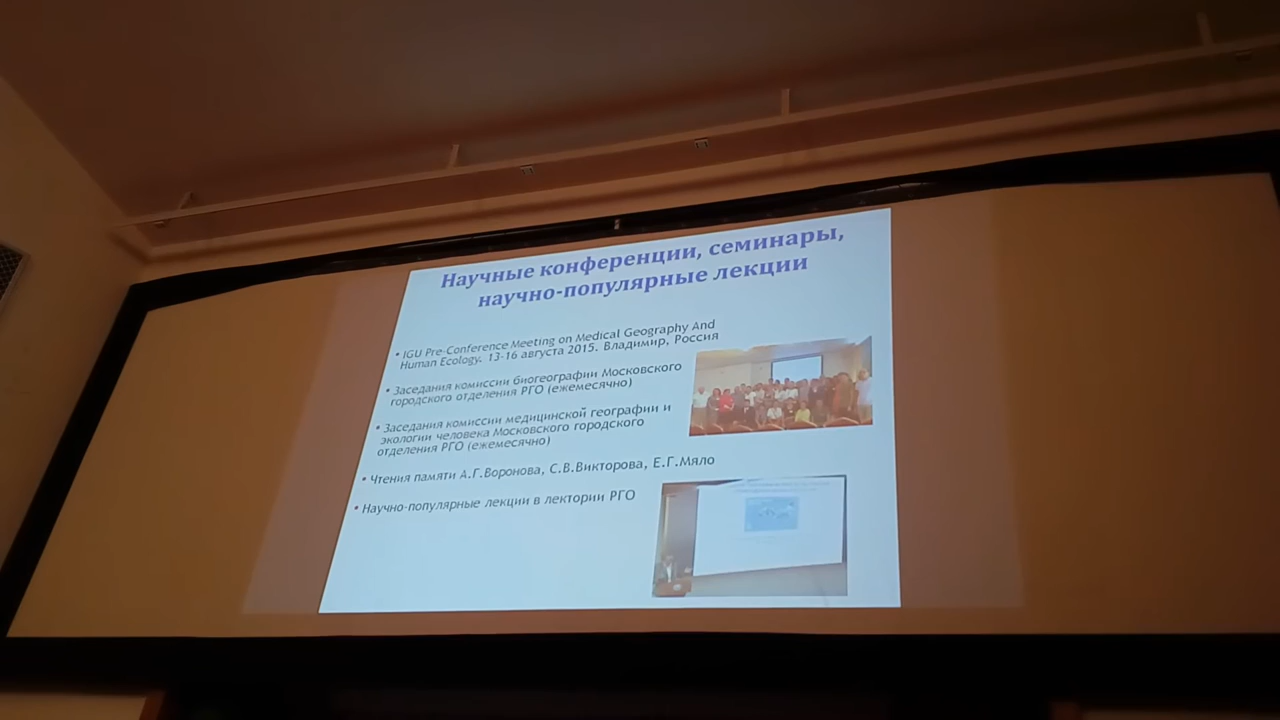 Научные конференции, семинары,
научно-популярные лекции
• IGU Pre-Conference Meeting on Medical Geography And
Human Ecology. 13-16 августа 2015. Владимир, Россия
• Заседания комиссии биогеографии Московского
городского отделения РГО (ежемесячно)
• Заседания комиссии медицинской географии и
экологии человека Московского городского
отделения РГО (ежемесячно)
• Чтения памяти А.Г.Воронова, С.В.Викторова, Е.Г.Мяло
• Научно-популярные лекции в лектории РГО